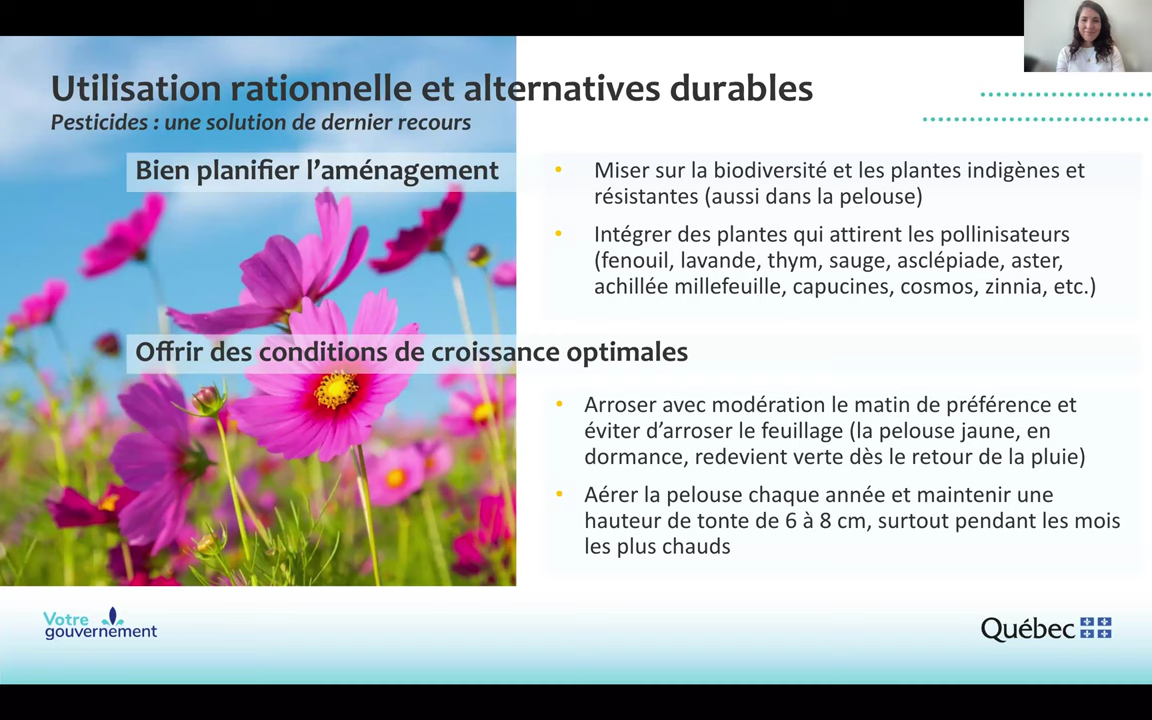 Utilisation rationnelle et alternatives durables
Pesticides : une solution de dernier recours
Bien planifier l’aménagement
• Miser sur la biodiversité et les plantes indigènes et
résistantes (aussi dans la pelouse)
• Intégrer des plantes qui attirent les pollinisateurs
(fenouil, lavande, thym, sauge, asclépiade, aster,
achillée millefeuille, capucines, cosmos, zinnia, etc.)
Offrir des conditions de croissance optimales
• Arroser avec modération le matin de préférence et
éviter d’arroser le feuillage (la pelouse jaune, en
dormance, redevient verte dès le retour de la pluie)
• Aérer la pelouse chaque année et maintenir une
hauteur de tonte de 6 à 8 cm, surtout pendant les mois
les plus chauds
Votre
gouvernement
Québec